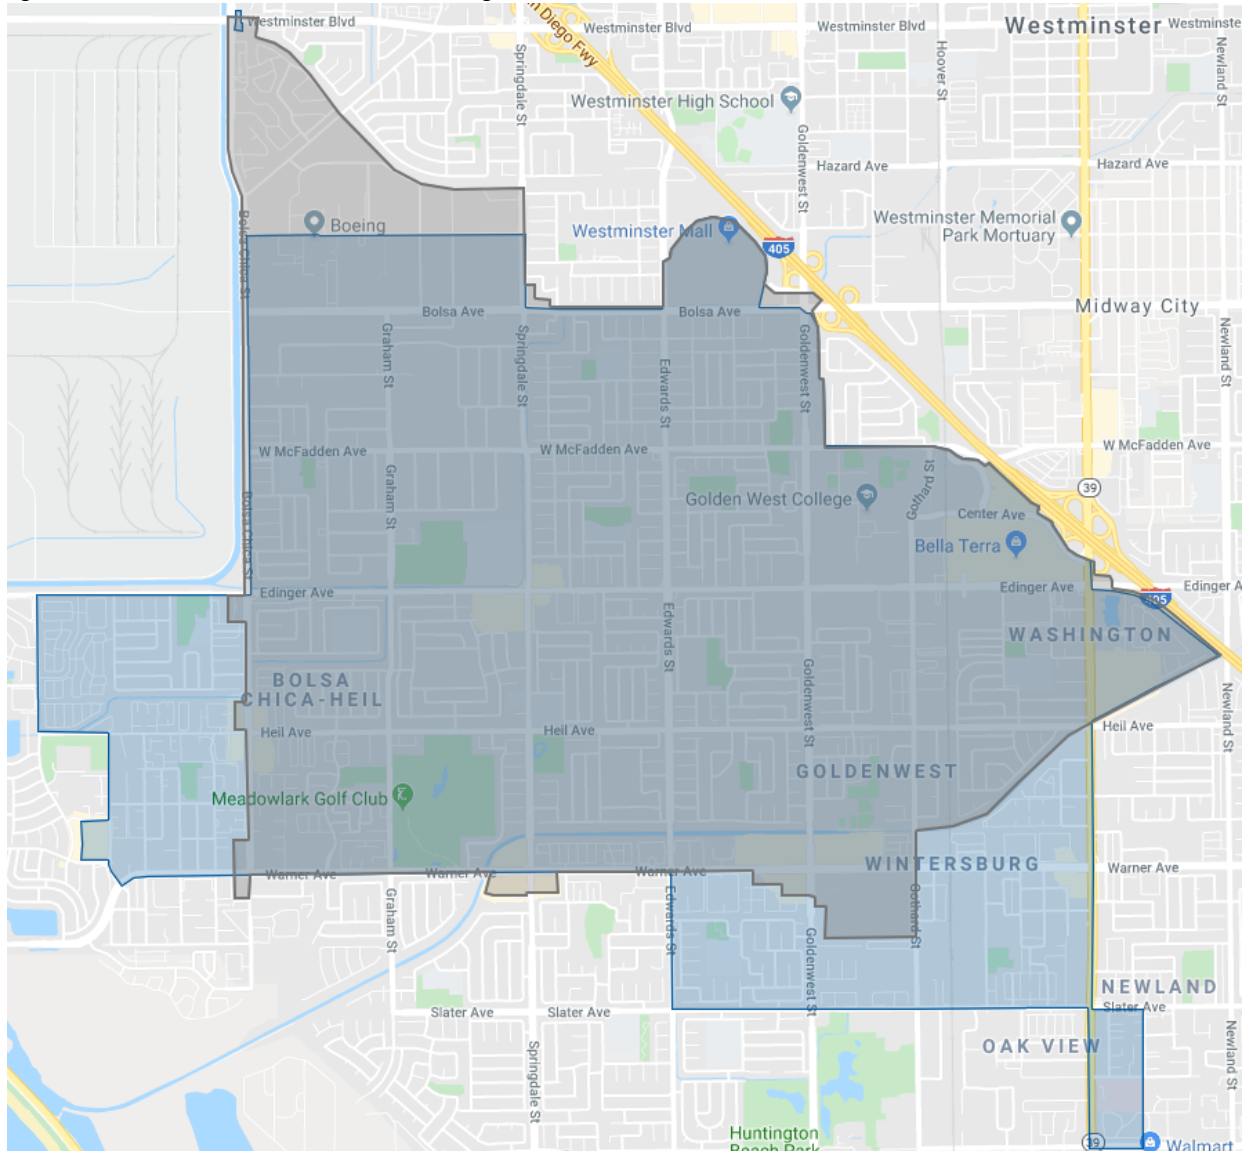 Westminster Blvd
Westminster Blvd
Westminster Blvd
Westminster
Westminste
n Diego Fwy
Springdale St
Hoover St
Newland St
Westminster High School
Goldenwest St
Hazard Ave
Hazard Ave
Boeing
Bolsa Chica St
Westminster Mall
405
Westminster Memorial
Park Mortuary
Midway City
Bolsa Ave
Bolsa Ave
Graham St
Springdale St
Edwards St
Goldenwest St
Newland St
W McFadden Ave
W McFadden Ave
W McFadden Ave
Graham St
Bolsa Chica St
Golden West College
Gothard St
39
Center Ave
Bella Terra
Edinger Ave
Edinger Ave
Edinger A
405
WASHINGTON
Edwards St
Goldenwest St
Newland St
BOLSA
CHICA-HEIL
Heil Ave
Heil Ave
Heil Ave
GOLDENWEST
Meadowlark Golf Club
WINTERSBURG
Warner Ave
Warner Ave
Warner Ave
Warner Ave
Graham St
Edwards St
Goldenwest St
Gothard St
NEWLAND
Slater Ave
Slater Ave
Slater Ave
OAK VIEW
Springdale St
Newland St
Huntington
Beach Park
39
Walmart